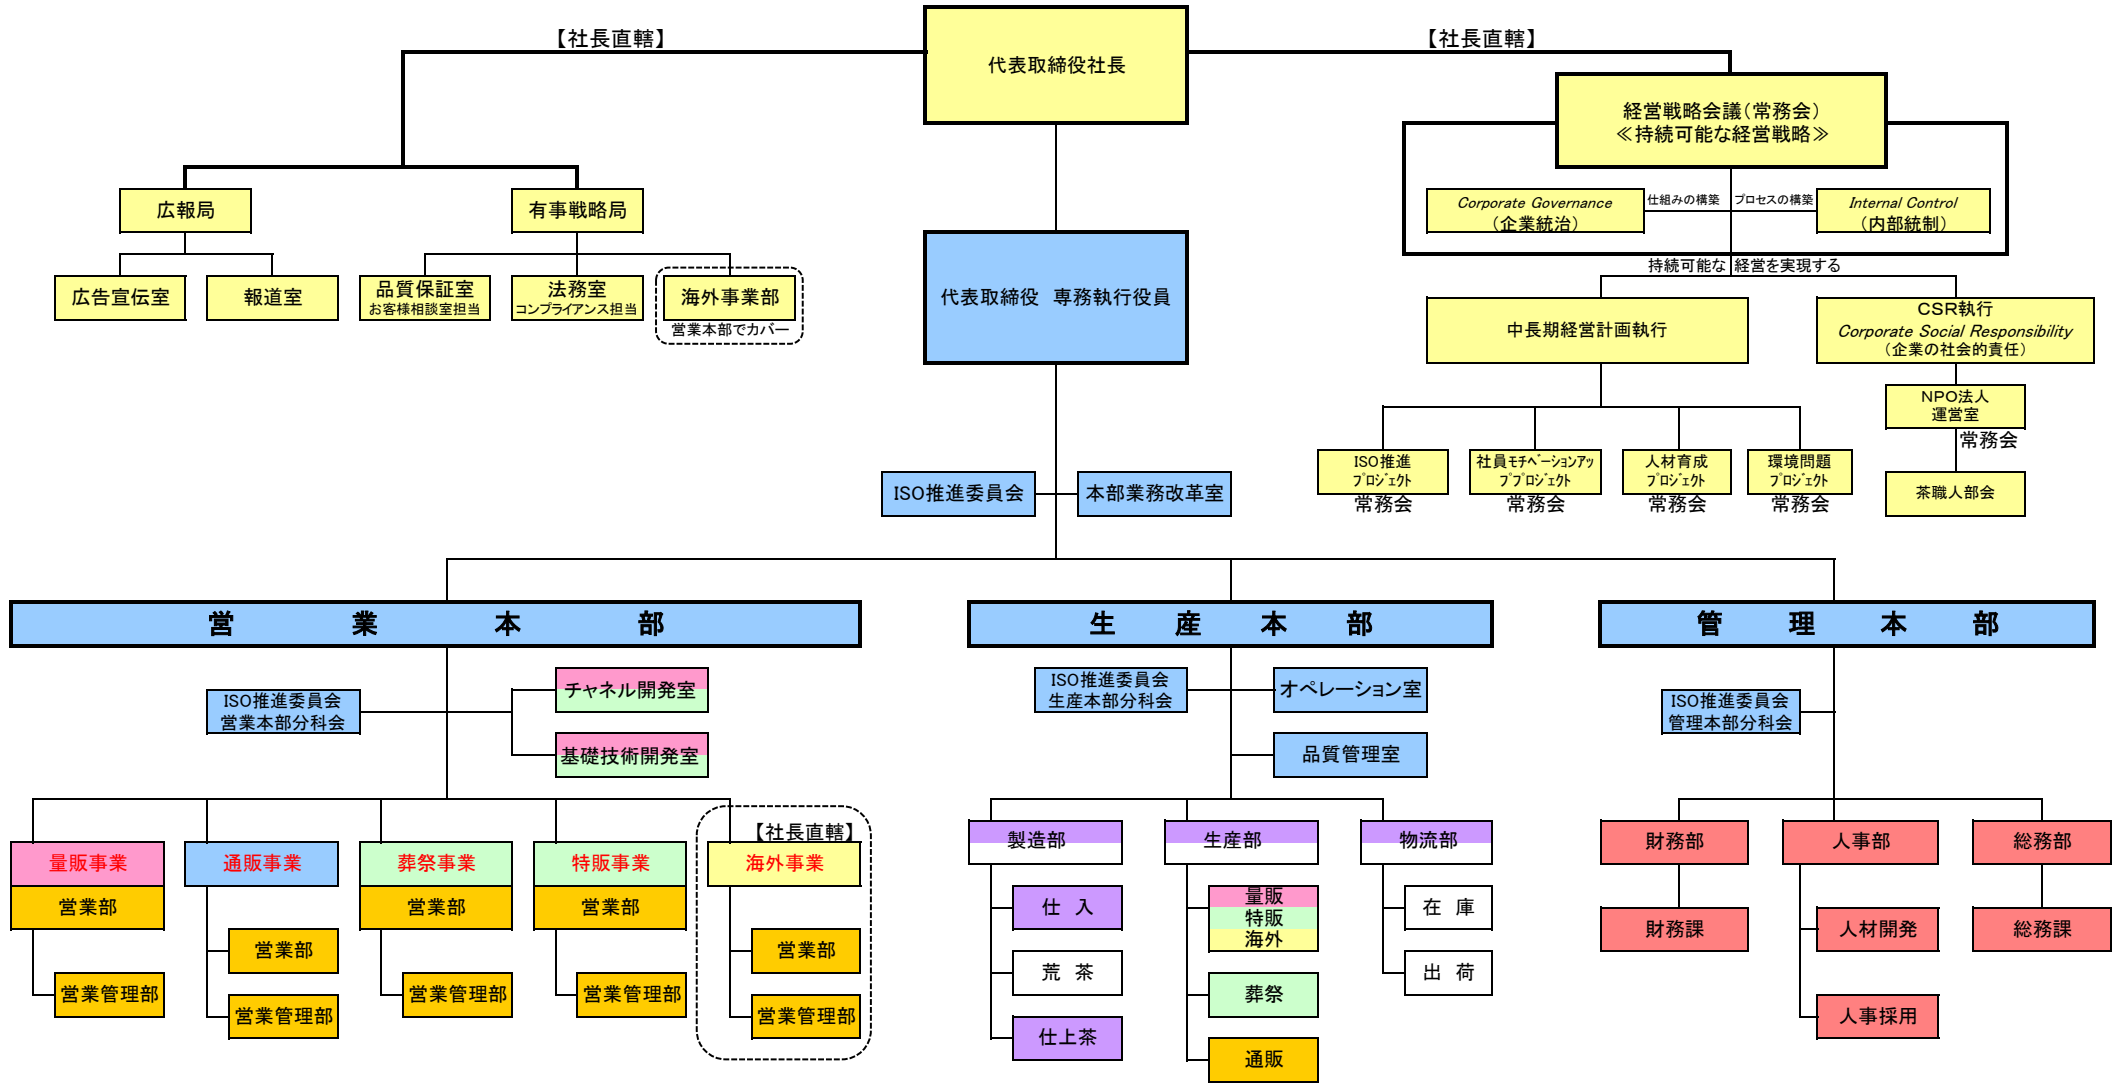 【社長直轄】
代表取締役社長
【社長直轄】
経営戦略会議(常務会)
≪持続可能な経営戦略≫
Corporate Governance
(企業統治)
仕組みの構築
プロセスの構築
Internal Control
(内部統制)
広報局
有事戦略局
広告宣伝室
報道室
品質保証室
お客様相談室担当
法務室
コンプライアンス担当
海外事業部
営業本部でカバー
代表取締役 専務執行役員
持続可能な 経営を実現する
中長期経営計画執行
CSR執行
Corporate Social Responsibility
(企業の社会的責任)
NPO法人
運営室
常務会
茶職人部会
ISO推進
プロジェクト
常務会
社員モチベーションアッ
ププロジェクト
常務会
人材育成
プロジェクト
常務会
環境問題
プロジェクト
常務会
ISO推進委員会
本部業務改革室
営業本部
生産本部
管理本部
ISO推進委員会
営業本部分科会
チャネル開発室
基礎技術開発室
ISO推進委員会
生産本部分科会
オペレーション室
品質管理室
ISO推進委員会
管理本部分科会
量販事業
営業部
営業管理部
通販事業
営業部
営業管理部
葬祭事業
営業部
営業管理部
特販事業
営業部
営業管理部
【社長直轄】
海外事業
営業部
営業管理部
製造部
仕 入
荒 茶
仕上茶
生産部
量販
特販
海外
葬祭
通販
物流部
在 庫
出 荷
財務部
財務課
人事部
人材開発
人事採用
総務部
総務課